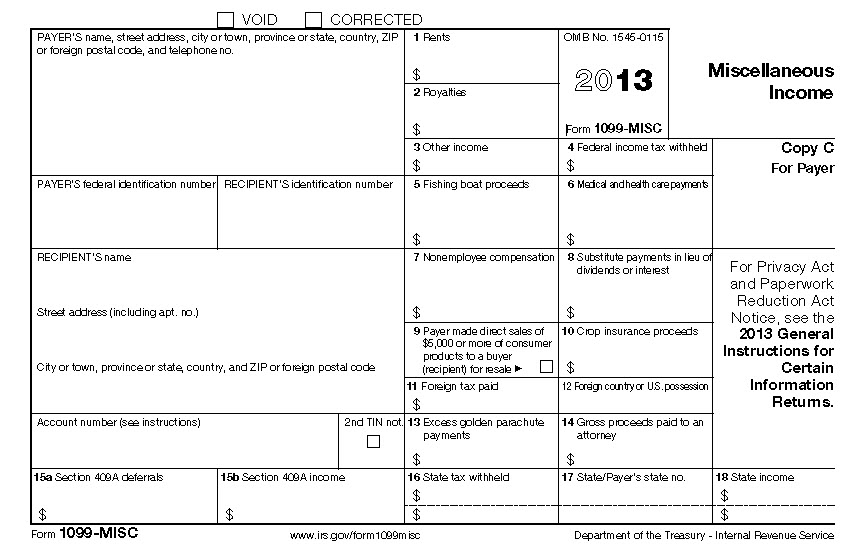 VOID CORRECTED
PAYER'S name, street address, city or town, province or state, country, ZIP
or foreign postal code, and telephone no.
1 Rents
$
2 Royalties
$
OMB No. 1545-0115
2013
Form 1099-MISC
Miscellaneous
Income
3 Other income
$
4 Federal income tax withheld
$
Copy C
For Payer
PAYER'S federal identification number
RECIPIENT'S identification number
5 Fishing boat proceeds
$
6 Medical and health care payments
$
RECIPIENT'S name
Street address (including apt. no.)
City or town, province or state, country, and ZIP or foreign postal code
7 Nonemployee compensation
$
8 Substitute payments in lieu of
dividends or interest
$
For Privacy Act
and Paperwork
Reduction Act
Notice, see the
2013 General
Instructions for
Certain
Information
Returns.
9 Payer made direct sales of
$5,000 or more of consumer
products to a buyer
(recipient) for resale ►
10 Crop insurance proceeds
$
11 Foreign tax paid
$
12 Foreign country or U.S. possession
Account number (see instructions)
2nd TIN not.
13 Excess golden parachute
payments
$
14 Gross proceeds paid to an
attorney
$
15a Section 409A deferrals
$
15b Section 409A income
$
16 State tax withheld
$
$
17 State/Payer's state no.
18 State income
$
$
Form 1099-MISC
www.irs.gov/form1099misc
Department of the Treasury - Internal Revenue Service